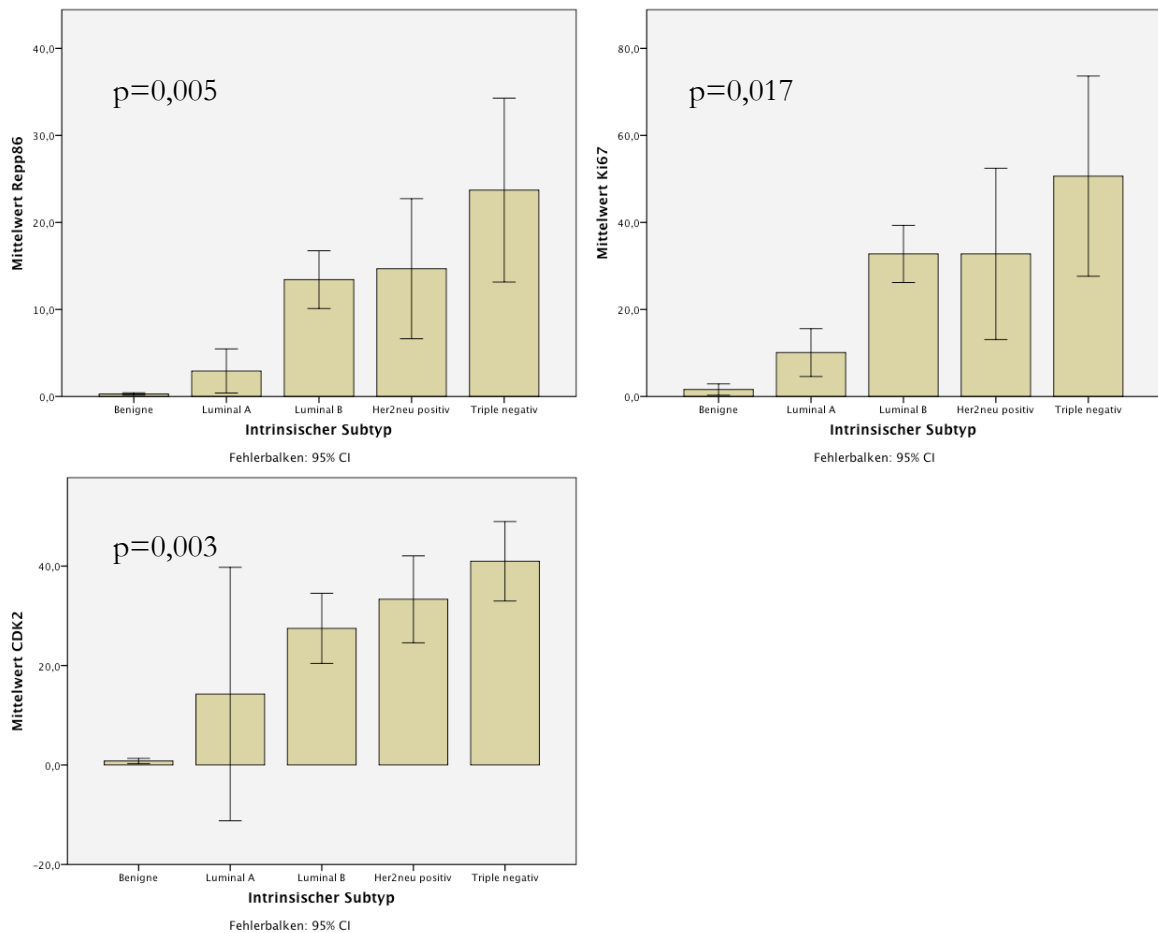 Mittelwert Repp86
40,0
30,0
20,0
10,0
0,0
p=0,005
Benigne Luminal A Luminal B Her2neu positiv Triple negativ
Intrinsischer Subtyp
Fehlerbalken: 95% CI
Mittelwert Ki67
80,0
60,0
40,0
20,0
0,0
p=0,017
Benigne Luminal A Luminal B Her2neu positiv Triple negativ
Intrinsischer Subtyp
Fehlerbalken: 95% CI
Mittelwert CDK2
40,0
20,0
0,0
-20,0
p=0,003
Benigne Luminal A Luminal B Her2neu positiv Triple negativ
Intrinsischer Subtyp
Fehlerbalken: 95% CI